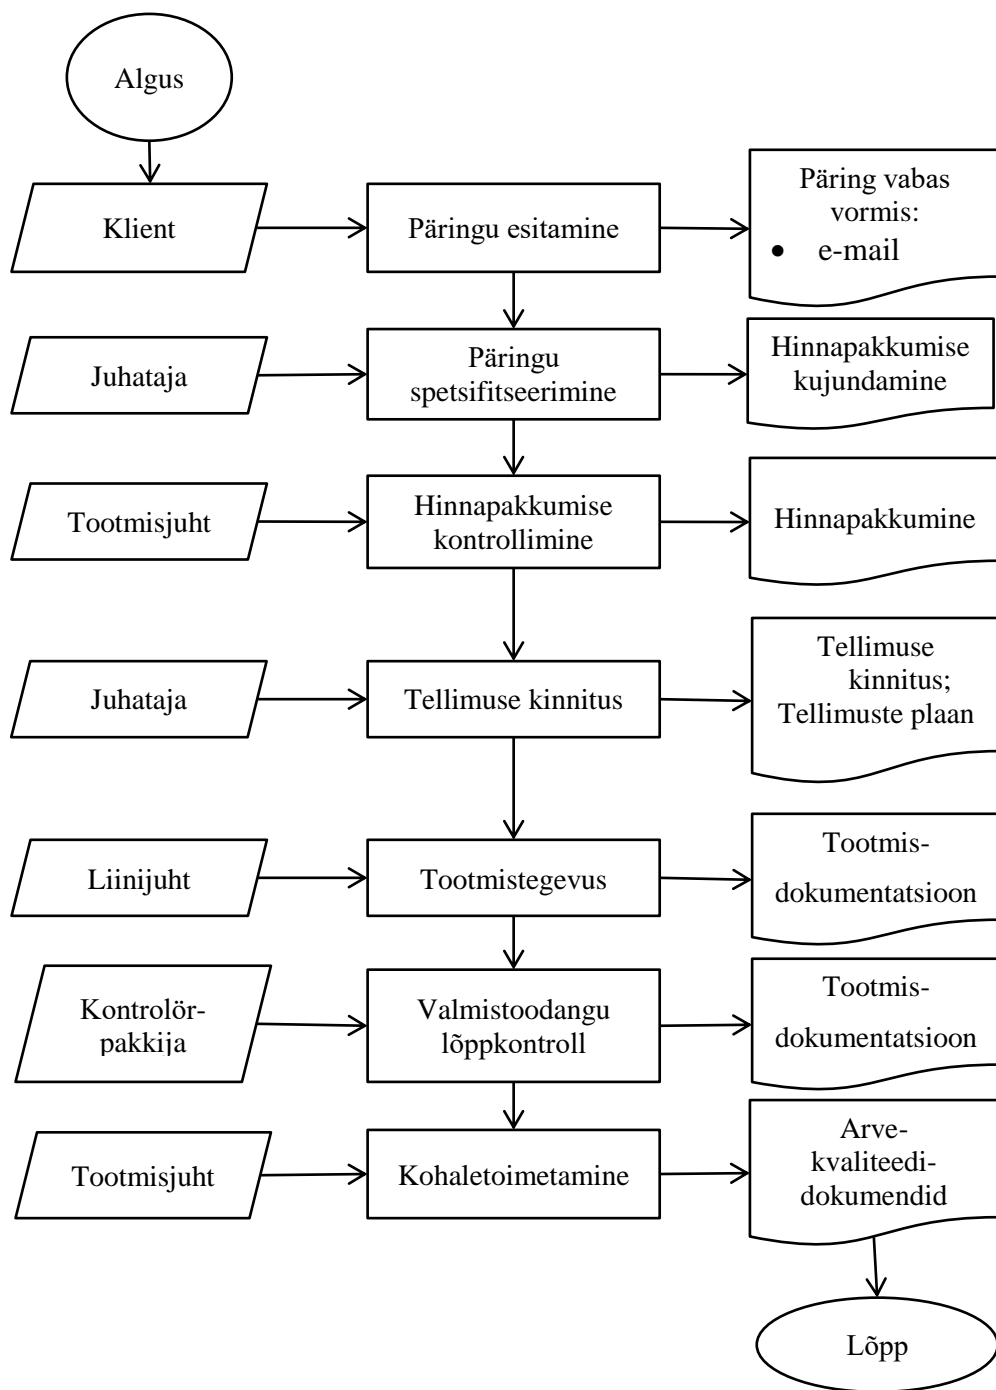 Algus
Klient
Päringu esitamine
Päring vabas
vormis:
• e-mail
Juhataja
Päringu
spetsifitseerimine
Hinnapakkumise
kujundamine
Tootmisjuht
Hinnapakkumise
kontrollimine
Hinnapakkumine
Juhataja
Tellimuse kinnitus
Tellimuse
kinnitus;
Tellimuste plaan
Liinijuht
Tootmistegevus
Tootmis-
dokumentatsioon
Kontrolör-
pakkija
Valmistoodangu
lõppkontroll
Tootmis-
dokumentatsioon
Tootmisjuht
Kohaletoimetamine
Arve-
kvaliteedi-
dokumendid
Lõpp